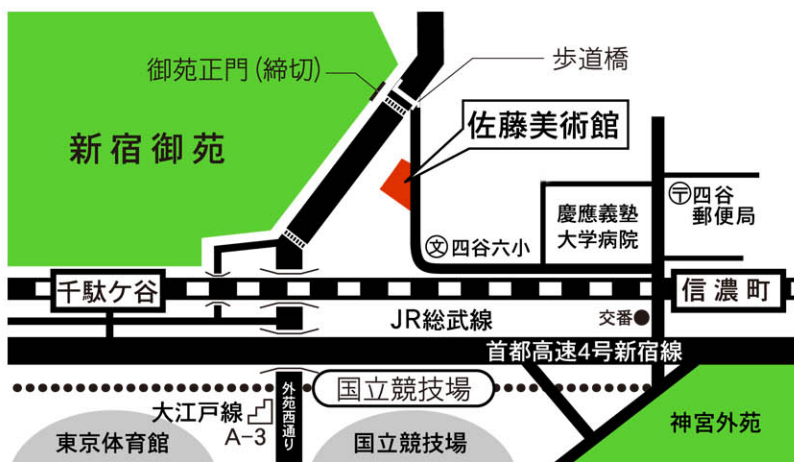 御苑正門（締切）
歩道橋
新宿御苑
佐藤美術館
慶應義塾
大学病院
〒四谷
郵便局
文 四谷六小
千駄ケ谷
信濃町
JR総武線
交番
首都高速4号新宿線
国立競技場
大江戸線
A-3
外苑西通り
東京体育館
国立競技場
神宮外苑